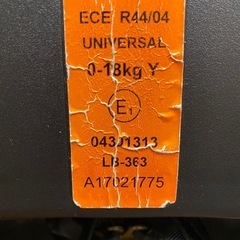 ECE R44/04
UNIVERSAL
0-18kg Y
E1
04301313
LB-363
A17021775